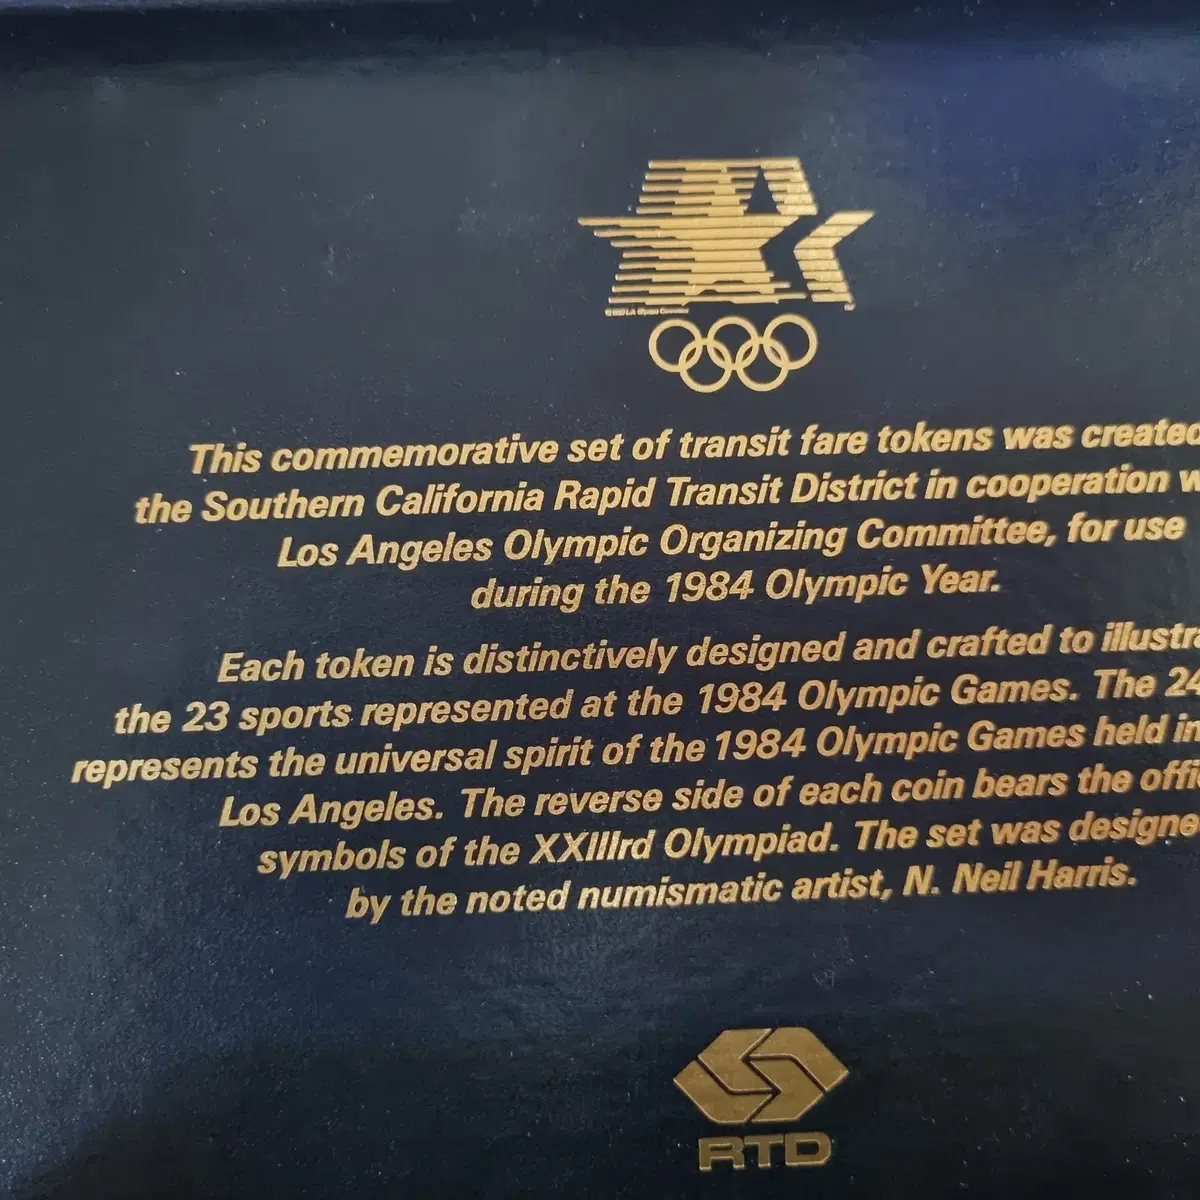 This commemorative set of transit fare tokens was created
the Southern California Rapid Transit District in cooperation w
Los Angeles Olympic Organizing Committee, for use
during the 1984 Olympic Year.
Each token is distinctively designed and crafted to illustr
the 23 sports represented at the 1984 Olympic Games. The 24
represents the universal spirit of the 1984 Olympic Games held in
Los Angeles. The reverse side of each coin bears the offi
symbols of the XXIIIrd Olympiad. The set was designe
by the noted numismatic artist, N. Neil Harris.
RTD